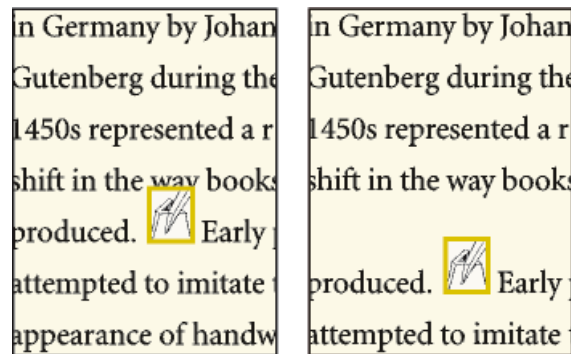 in Germany by Johan
Gutenberg during the
1450s represented a r
shift in the way books
produced. Early
attempted to imitate
appearance of handw
in Germany by Johan
Gutenberg during the
1450s represented a r
shift in the way books
produced. Early
attempted to imitate